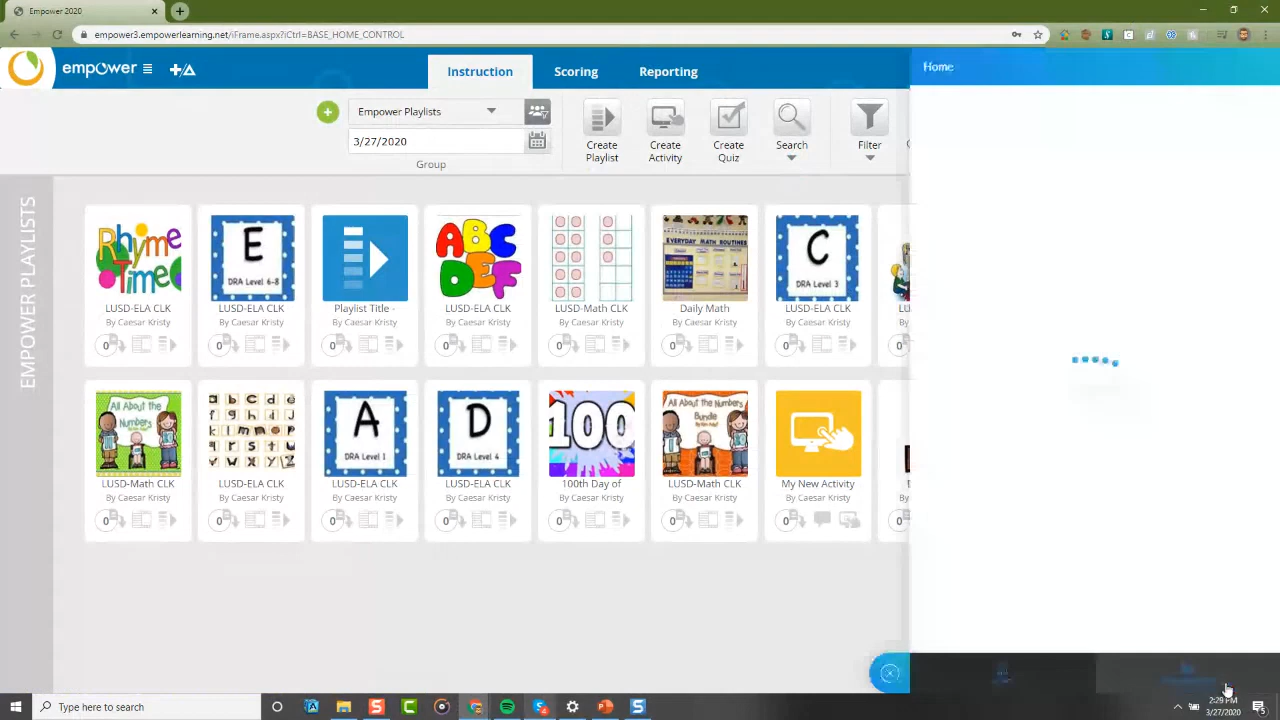 Empower 2020
empower3.empowerlearning.net/iFrame.aspx?iCtrl=BASE_HOME_CONTROL
empower
Instruction
Scoring
Reporting
Home
Empower Playlists
3/27/2020
Group
Create
Playlist
Create
Activity
Create
Quiz
Search
Filter
EMPOWER PLAYLISTS
Rhyme
Time
E
DRA Level 6-8
ABC
DEF
EVERYDAY MATH ROUTINES
C
DRA Level 3
LUSD-ELA CLK
By Caesar Kristy
0
LUSD-ELA CLK
By Caesar Kristy
0
Playlist Title -
By Caesar Kristy
0
LUSD-ELA CLK
By Caesar Kristy
0
LUSD-Math CLK
By Caesar Kristy
0
Daily Math
By Caesar Kristy
0
LUSD-ELA CLK
By Caesar Kristy
0
0
All About the
Numbers
A
DRA Level 1
D
DRA Level 4
100
All About the Numbers
Bundle
LUSD-Math CLK
By Caesar Kristy
0
LUSD-ELA CLK
By Caesar Kristy
0
LUSD-ELA CLK
By Caesar Kristy
0
LUSD-ELA CLK
By Caesar Kristy
0
100th Day of
By Caesar Kristy
0
LUSD-Math CLK
By Caesar Kristy
0
My New Activity
By Caesar Kristy
0
0
Type here to search
2:29 PM
3/27/2020